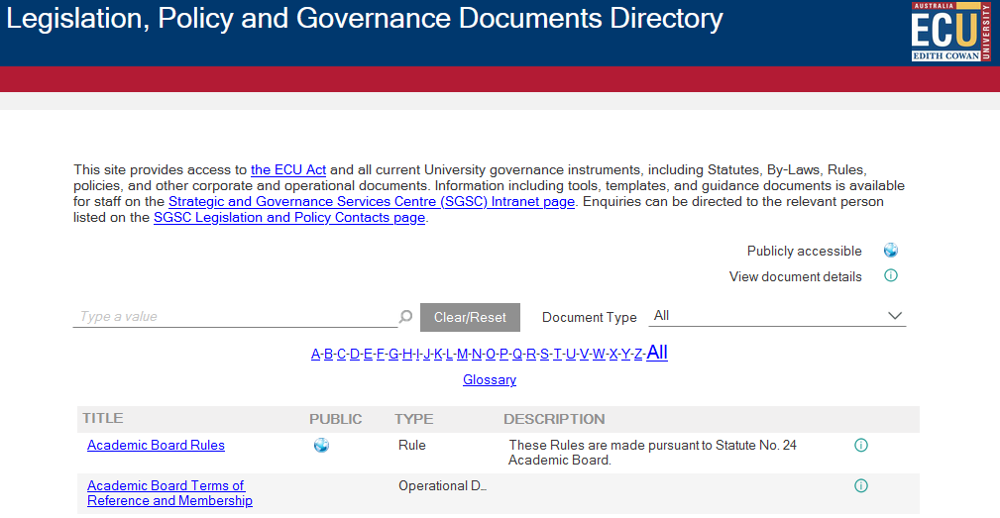 Legislation, Policy and Governance Documents Directory
AUSTRALIA
ECU
EDITH COWAN
UNIVERSITY
This site provides access to the ECU Act and all current University governance instruments, including Statutes, By-Laws, Rules,
policies, and other corporate and operational documents. Information including tools, templates, and guidance documents is available
for staff on the Strategic and Governance Services Centre (SGSC) Intranet page. Enquiries can be directed to the relevant person
listed on the SGSC Legislation and Policy Contacts page.
Publicly accessible
View document details
Type a value
Clear/Reset
Document Type
All
A-B-C-D-E-F-G-H-I-J-K-L-M-N-O-P-Q-R-S-T-U-V-W-X-Y-Z-All
Glossary
TITLE PUBLIC TYPE DESCRIPTION
Academic Board Rules Rule These Rules are made pursuant to Statute No. 24
Academic Board.
Academic Board Terms of Operational D...
Reference and Membership